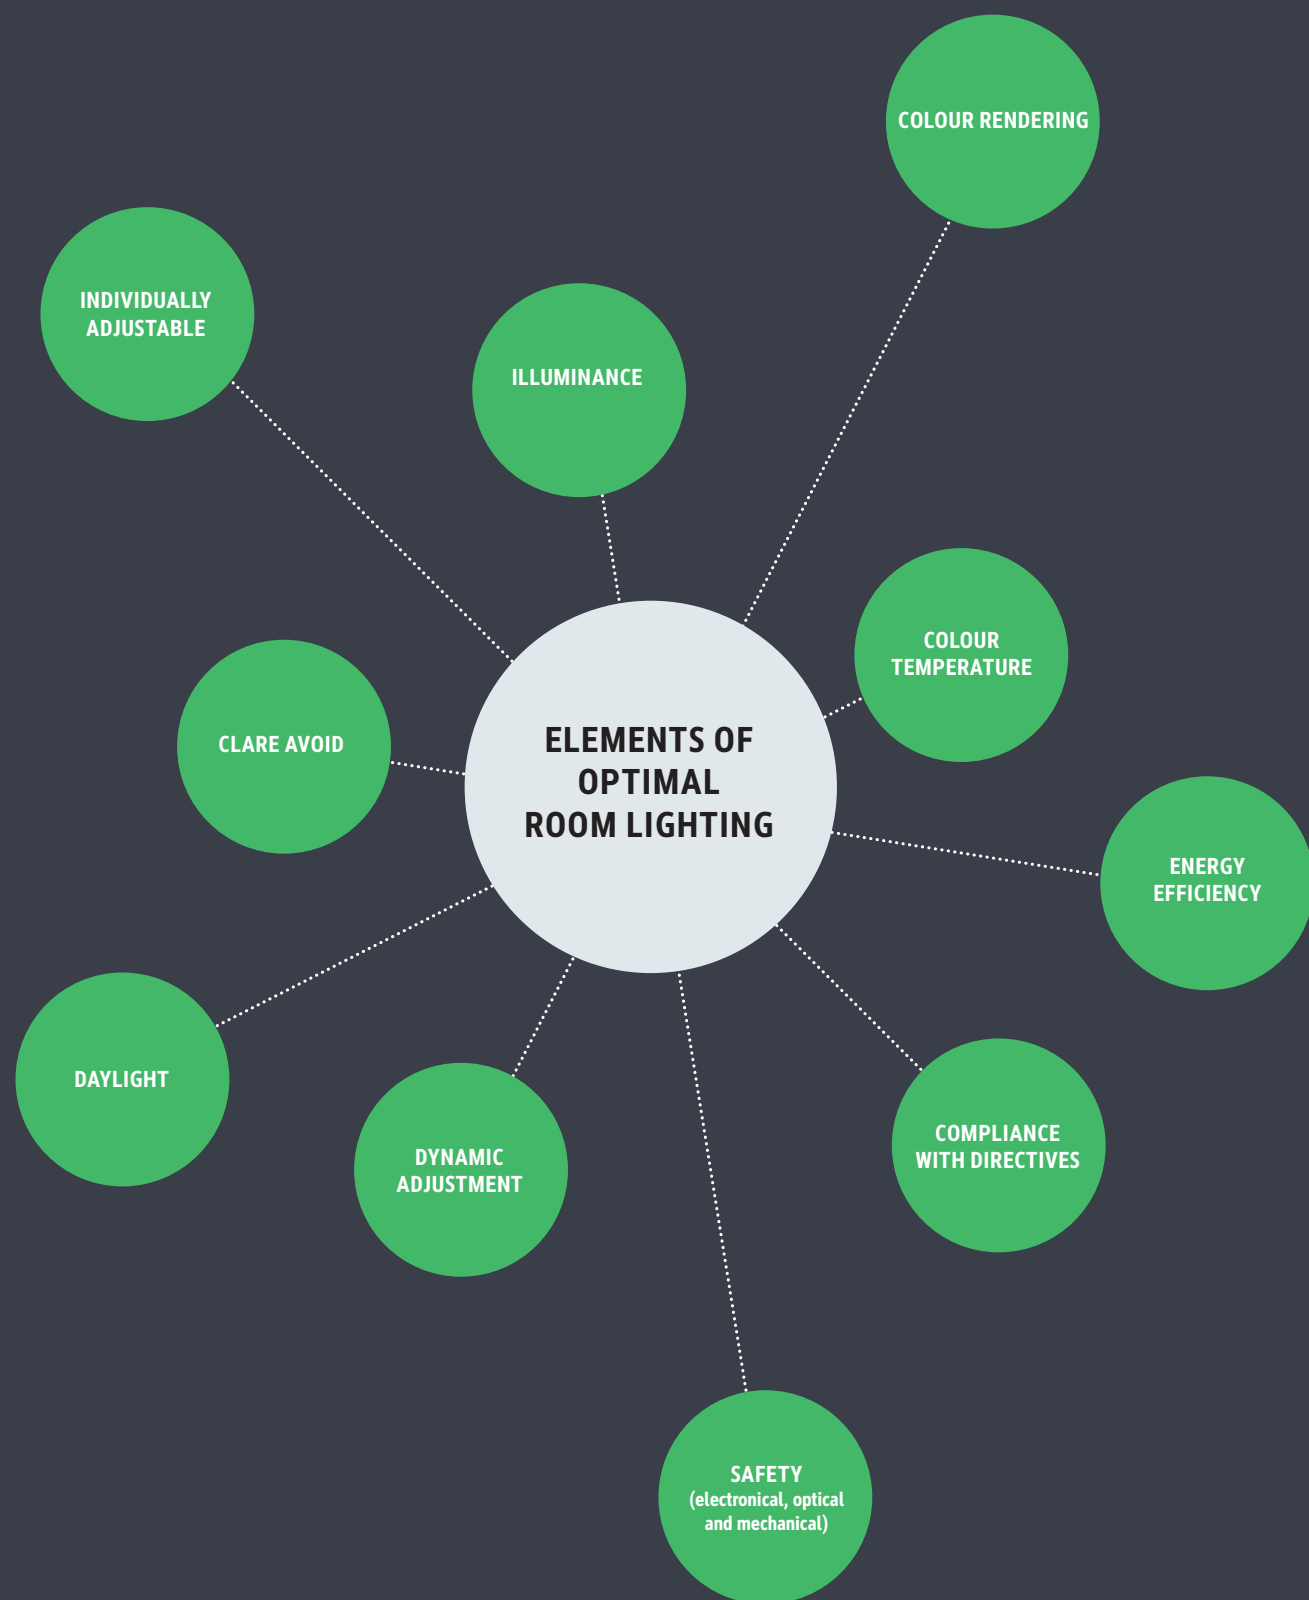 COLOUR RENDERING
INDIVIDUALLY
ADJUSTABLE
ILLUMINANCE
COLOUR
TEMPERATURE
CLARE AVOID
ELEMENTS OF
OPTIMAL
ROOM LIGHTING
ENERGY
EFFICIENCY
DAYLIGHT
DYNAMIC
ADJUSTMENT
COMPLIANCE
WITH DIRECTIVES
SAFETY
(electronical, optical
and mechanical)